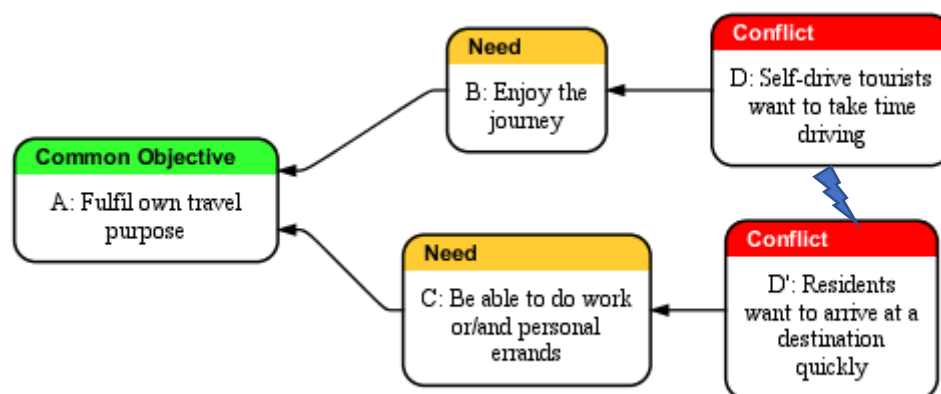 Common Objective
A: Fulfil own travel
purpose
Need
B: Enjoy the
journey
Conflict
D: Self-drive tourists
want to take time
driving
Need
C: Be able to do work
or/and personal
errands
Conflict
D': Residents
want to arrive at a
destination
quickly